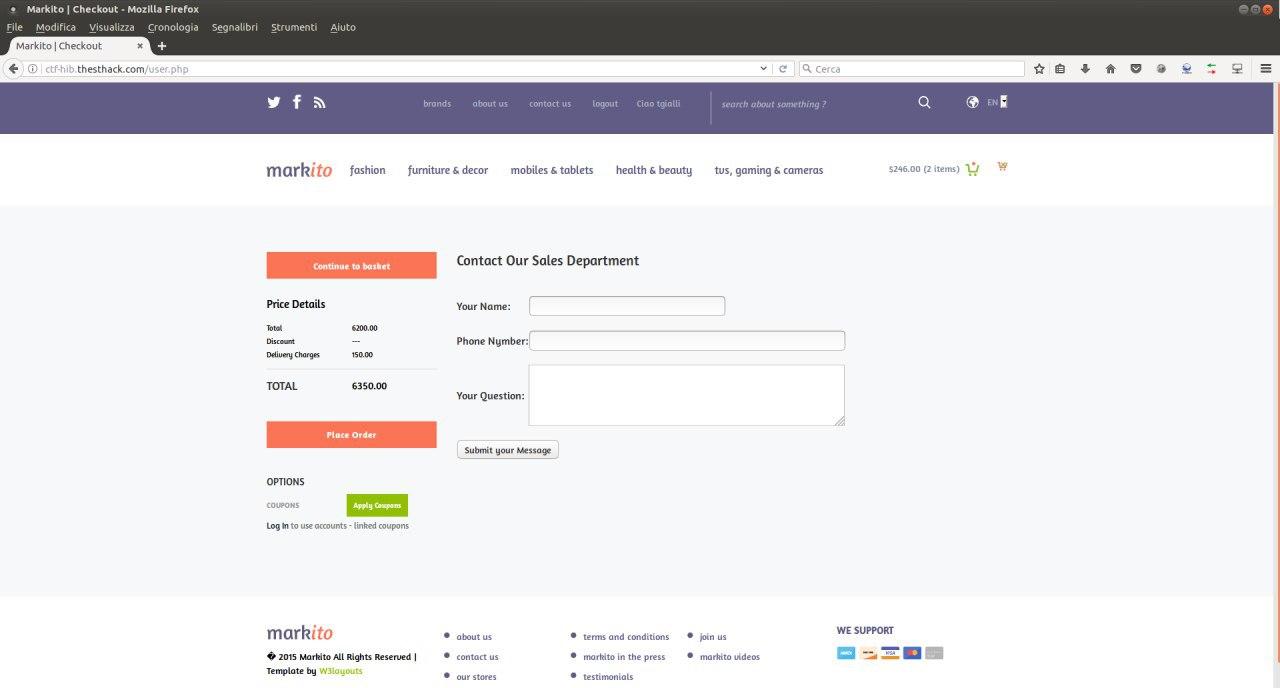 Markito | Checkout - Mozilla Firefox
File Modifica Visualizza Cronologia Segnalibri Strumenti Aiuto
Markito | Checkout
ctf-hib.thesthack.com/user.php
Cerca
brands about us contact us logout Ciao tgialli search about something ? EN
markito fashion furniture & decor mobiles & tablets health & beauty tvs, gaming & cameras $246.00 (2 items)
Continue to basket
Contact Our Sales Department
Price Details
Your Name:
Total 6200.00
Discount ---
Delivery Charges 150.00
Phone Nymber:
TOTAL 6350.00
Your Question:
Place Order
Submit your Message
OPTIONS
COUPONS Apply Coupons
Log In to use accounts - linked coupons
markito
� 2015 Markito All Rights Reserved |
Template by W3layouts
about us
contact us
our stores
terms and conditions
markito in the press
testimonials
join us
markito videos
WE SUPPORT
VISA